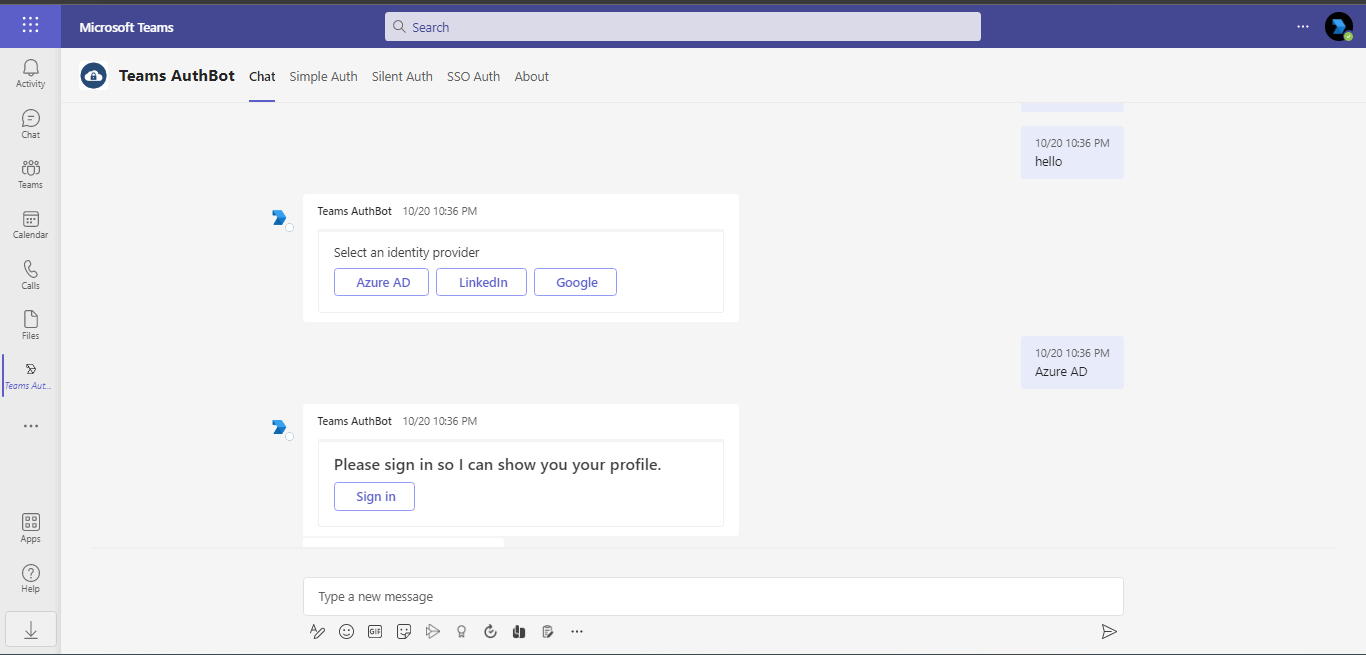 Microsoft Teams
Search
Activity
Chat
Teams
Calendar
Calls
Files
Teams Aut...
Apps
Help
Teams AuthBot
Chat
Simple Auth
Silent Auth
SSO Auth
About
10/20 10:36 PM
hello
Teams AuthBot 10/20 10:36 PM
Select an identity provider
Azure AD
LinkedIn
Google
10/20 10:36 PM
Azure AD
Teams AuthBot 10/20 10:36 PM
Please sign in so I can show you your profile.
Sign in
Type a new message
GIF